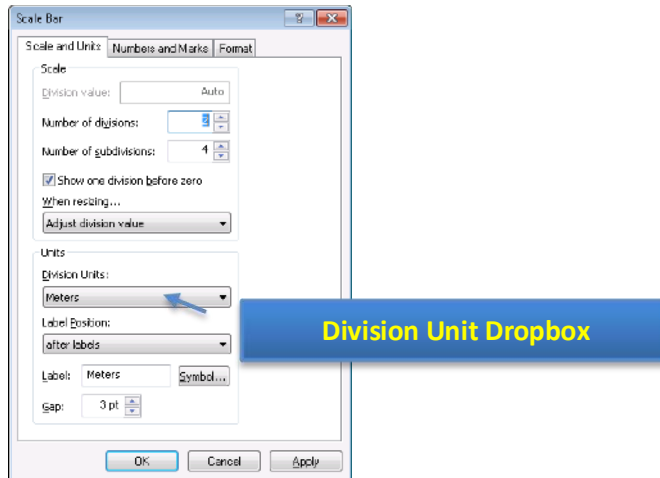 Scale Bar
Scale and Units Numbers and Marks Format
Scale
Division value: Auto
Number of divisions: 2
Number of subdivisions: 4
Show one division before zero
When resizing...
Adjust division value
Units
Division Units:
Meters
Division Unit Dropbox
Label Position:
after labels
Label: Meters Symbol...
Gap: 3 pt
OK Cancel Apply